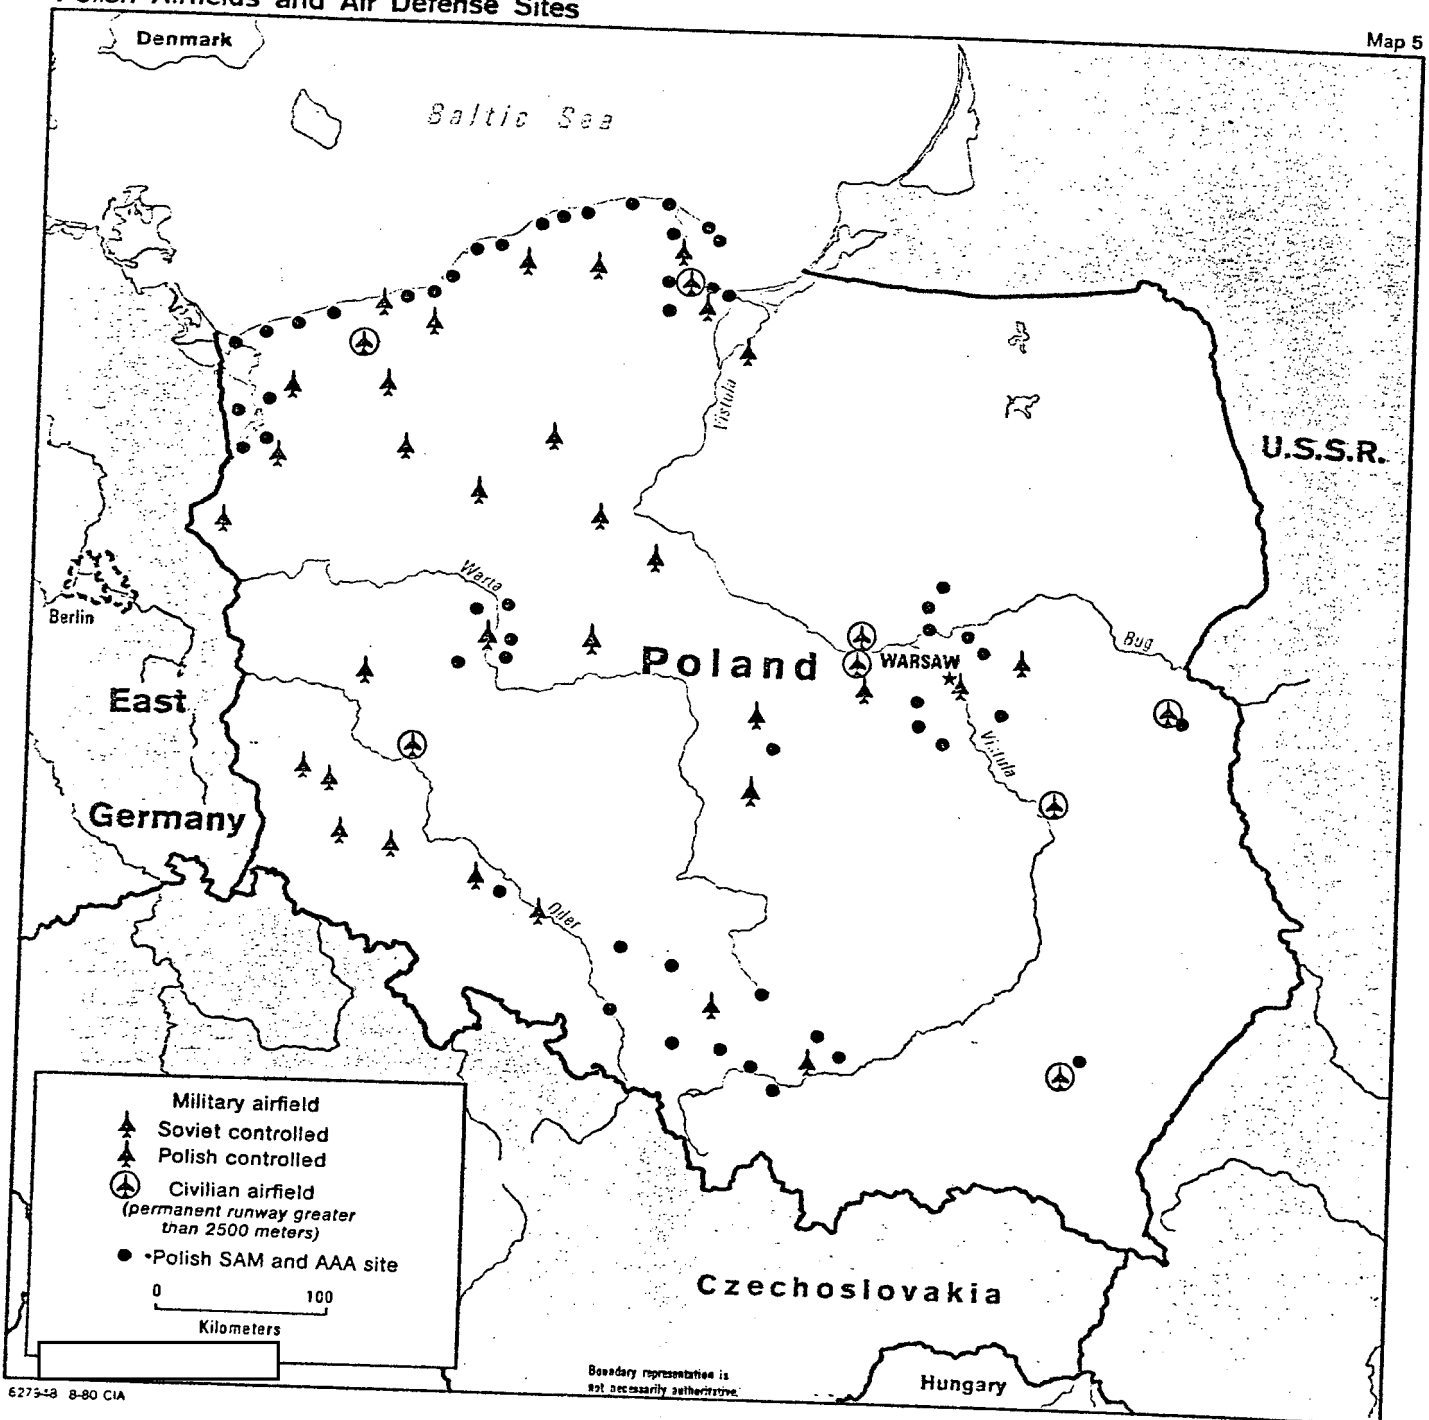 Polish Airfields and Air Defense Sites
Map 5
Denmark
Baltic Sea
Vistula
U.S.S.R.
Warta
Berlin
Bug
Poland
WARSAW
East
Germany
Vistula
Oder
Military airfield
Soviet controlled
Polish controlled
Civilian airfield
(permanent runway greater
than 2500 meters)
•Polish SAM and AAA site
0 100
Kilometers
Czechoslovakia
Boundary representation is
not necessarily authoritative.
Hungary
8-80 CIA